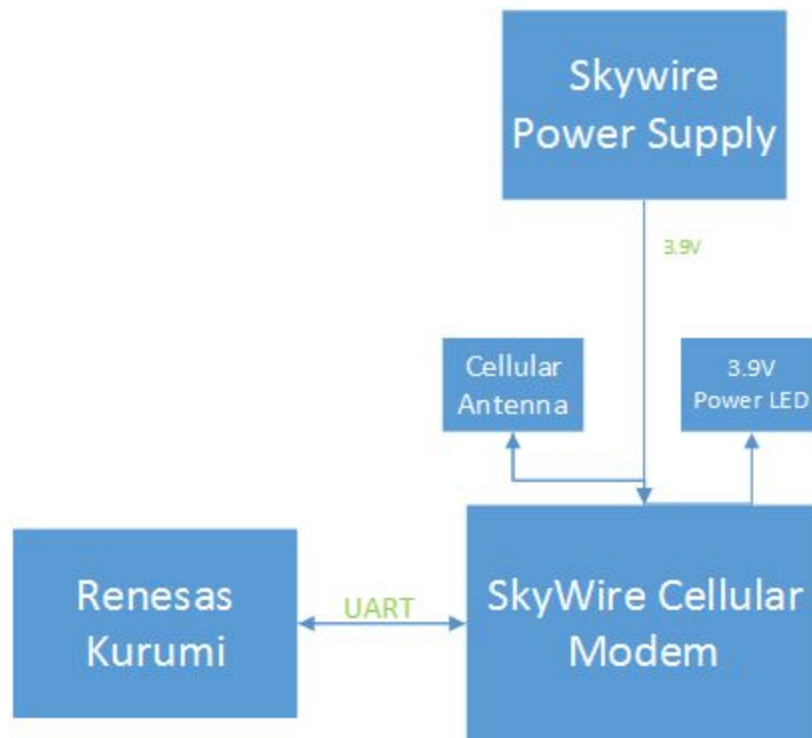 Skywire
Power Supply
3.9V
Cellular
Antenna
3.9V
Power LED
Renesas
Kurumi
UART
SkyWire Cellular
Modem